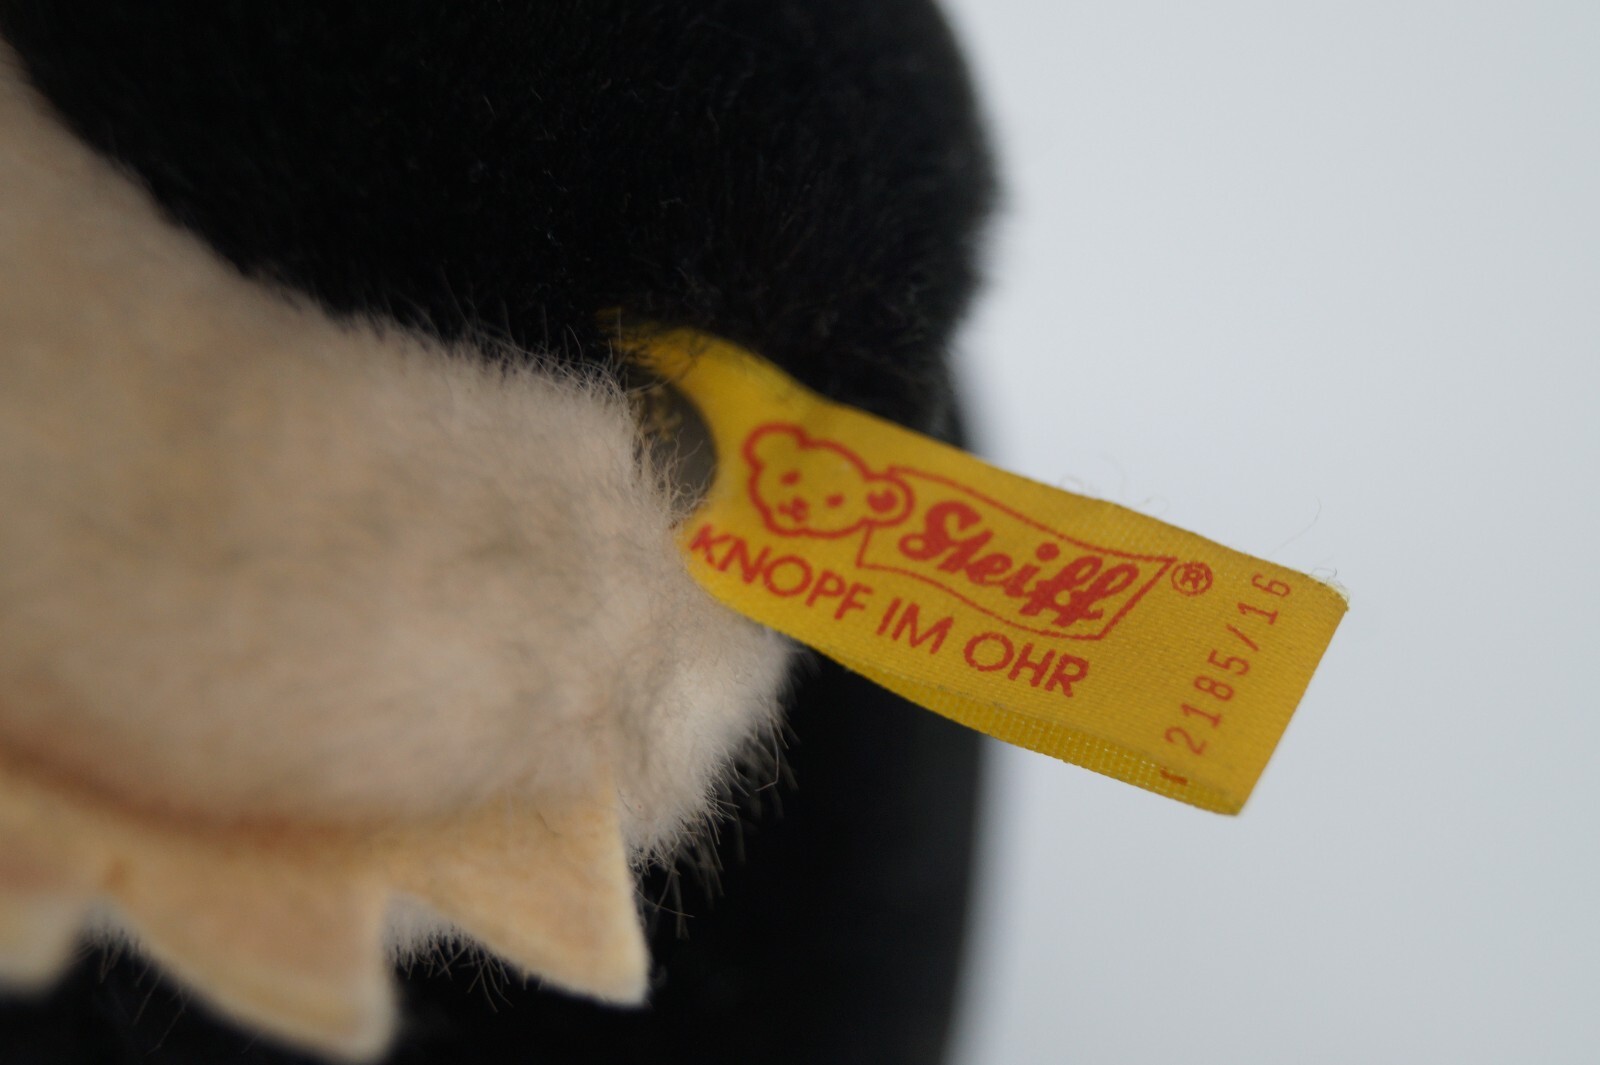 Steiff®
KNOPF IM OHR
2185/16